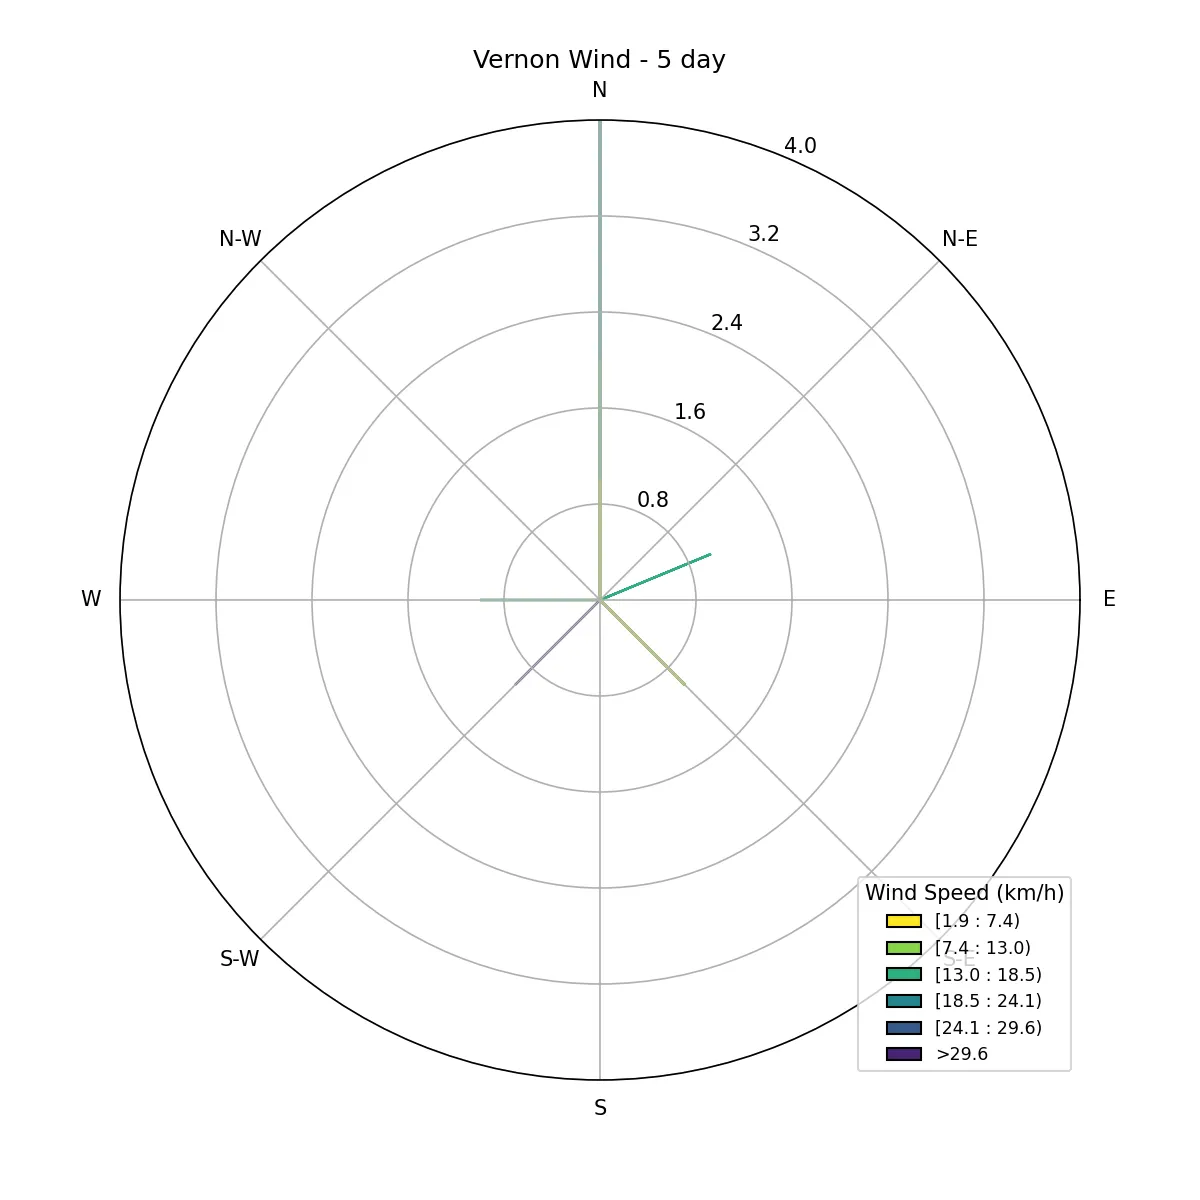 Vernon Wind - 5 day
N
4.0
N-W
3.2
N-E
2.4
1.6
0.8
W
E
Wind Speed (km/h)
[1.9 : 7.4)
[7.4 : 13.0)
S-W
S-E
[13.0 : 18.5)
[18.5 : 24.1)
[24.1 : 29.6)
>29.6
S